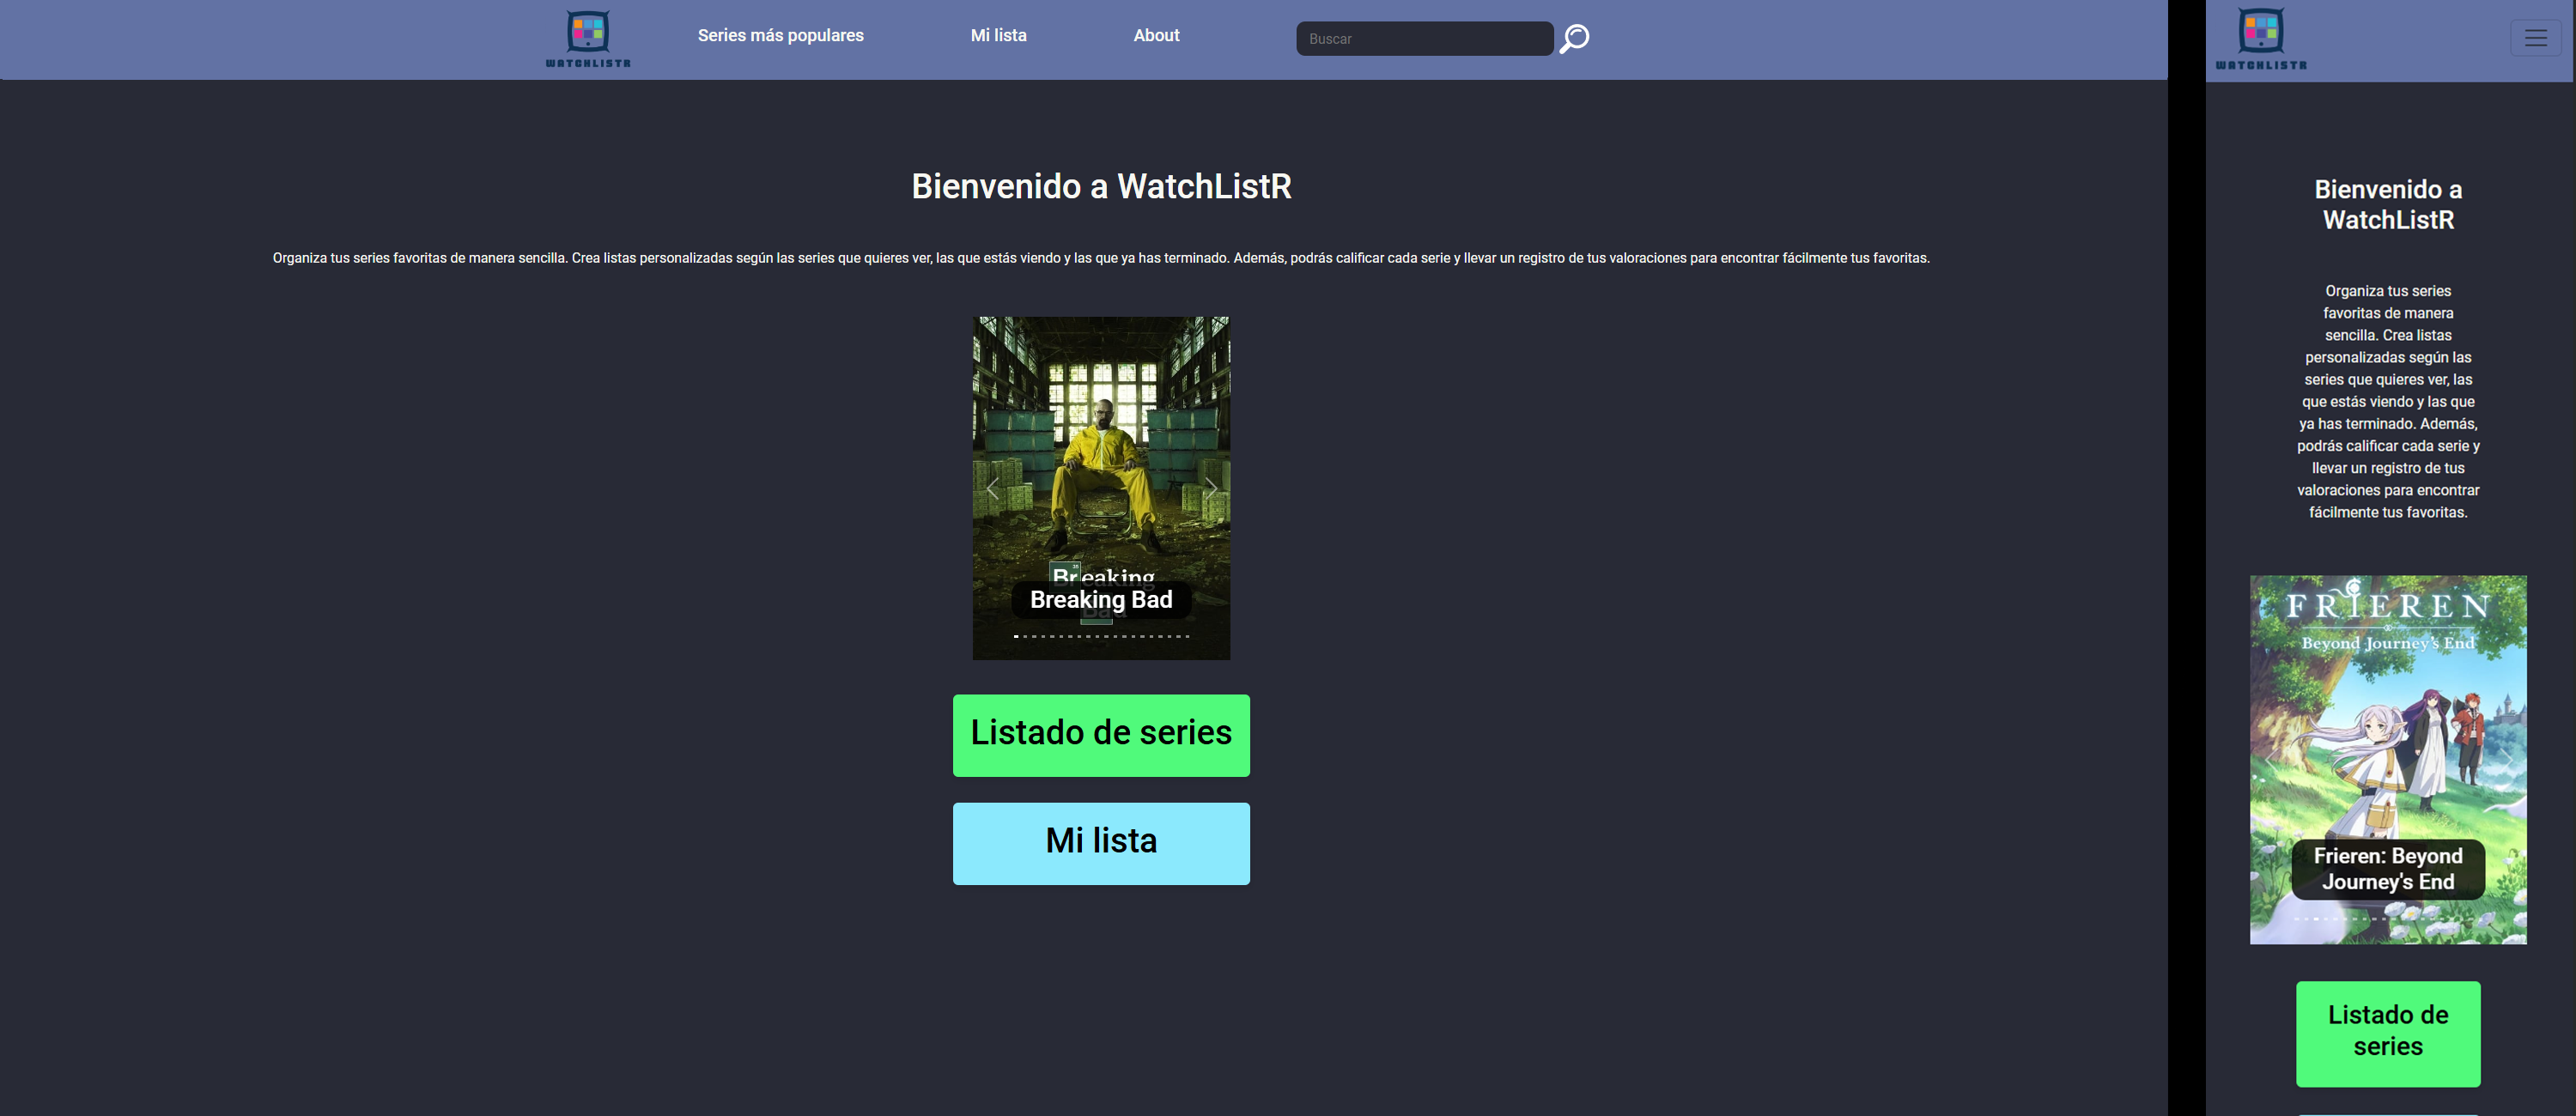 WATCHLISTR
Series más populares
Mi lista
About
Buscar
Bienvenido a WatchListR
Organiza tus series favoritas de manera sencilla. Crea listas personalizadas según las series que quieres ver, las que estás viendo y las que ya has terminado. Además, podrás calificar cada serie y llevar un registro de tus valoraciones para encontrar fácilmente tus favoritas.
Breaking
Bad
Breaking Bad
Listado de series
Mi lista
WATCHLISTR
Bienvenido a
WatchListR
Organiza tus series
favoritas de manera
sencilla. Crea listas
personalizadas según las
series que quieres ver, las
que estás viendo y las que
ya has terminado. Además,
podrás calificar cada serie y
llevar un registro de tus
valoraciones para encontrar
fácilmente tus favoritas.
FRIEREN
Beyond Journey's End
Frieren: Beyond
Journey's End
Listado de
series